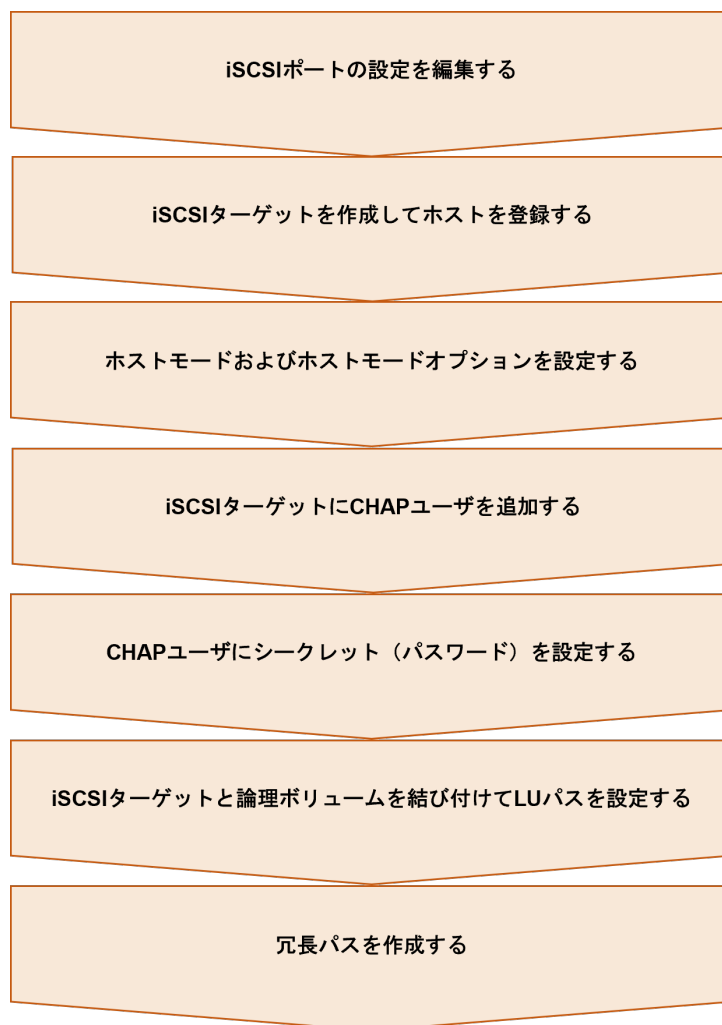 iSCSIポートの設定を編集する
iSCSIターゲットを作成してホストを登録する
ホストモードおよびホストモードオプションを設定する
iSCSIターゲットにCHAPユーザを追加する
CHAPユーザにシークレット（パスワード）を設定する
iSCSIターゲットと論理ボリュームを結び付けてLUパスを設定する
冗長パスを作成する